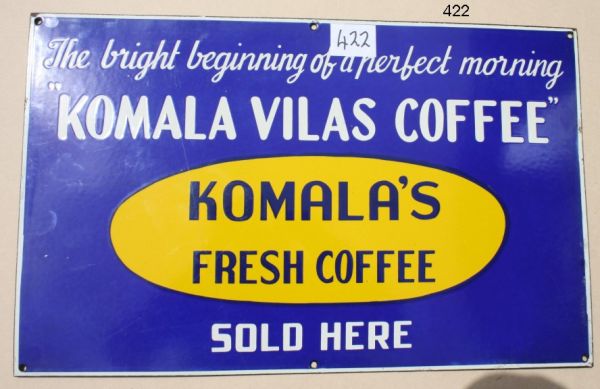 422
422
The bright beginning of a perfect morning
"KOMALA VILAS COFFEE"
KOMALA'S
FRESH COFFEE
SOLD HERE